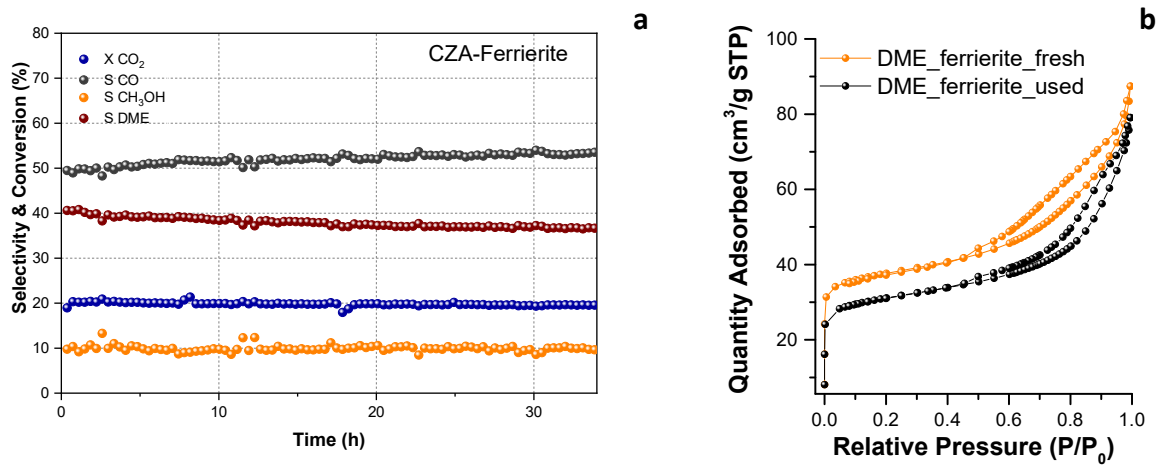 a
CZA-Ferrierite
X CO₂
S CO
S CH₃OH
S DME
Selectivity & Conversion (%)
80
70
60
50
40
30
20
10
0
0 10 20 30
Time (h)
b
DME_ferrierite_fresh
DME_ferrierite_used
Quantity Adsorbed (cm³/g STP)
100
80
60
40
20
0.0 0.2 0.4 0.6 0.8 1.0
Relative Pressure (P/P₀)